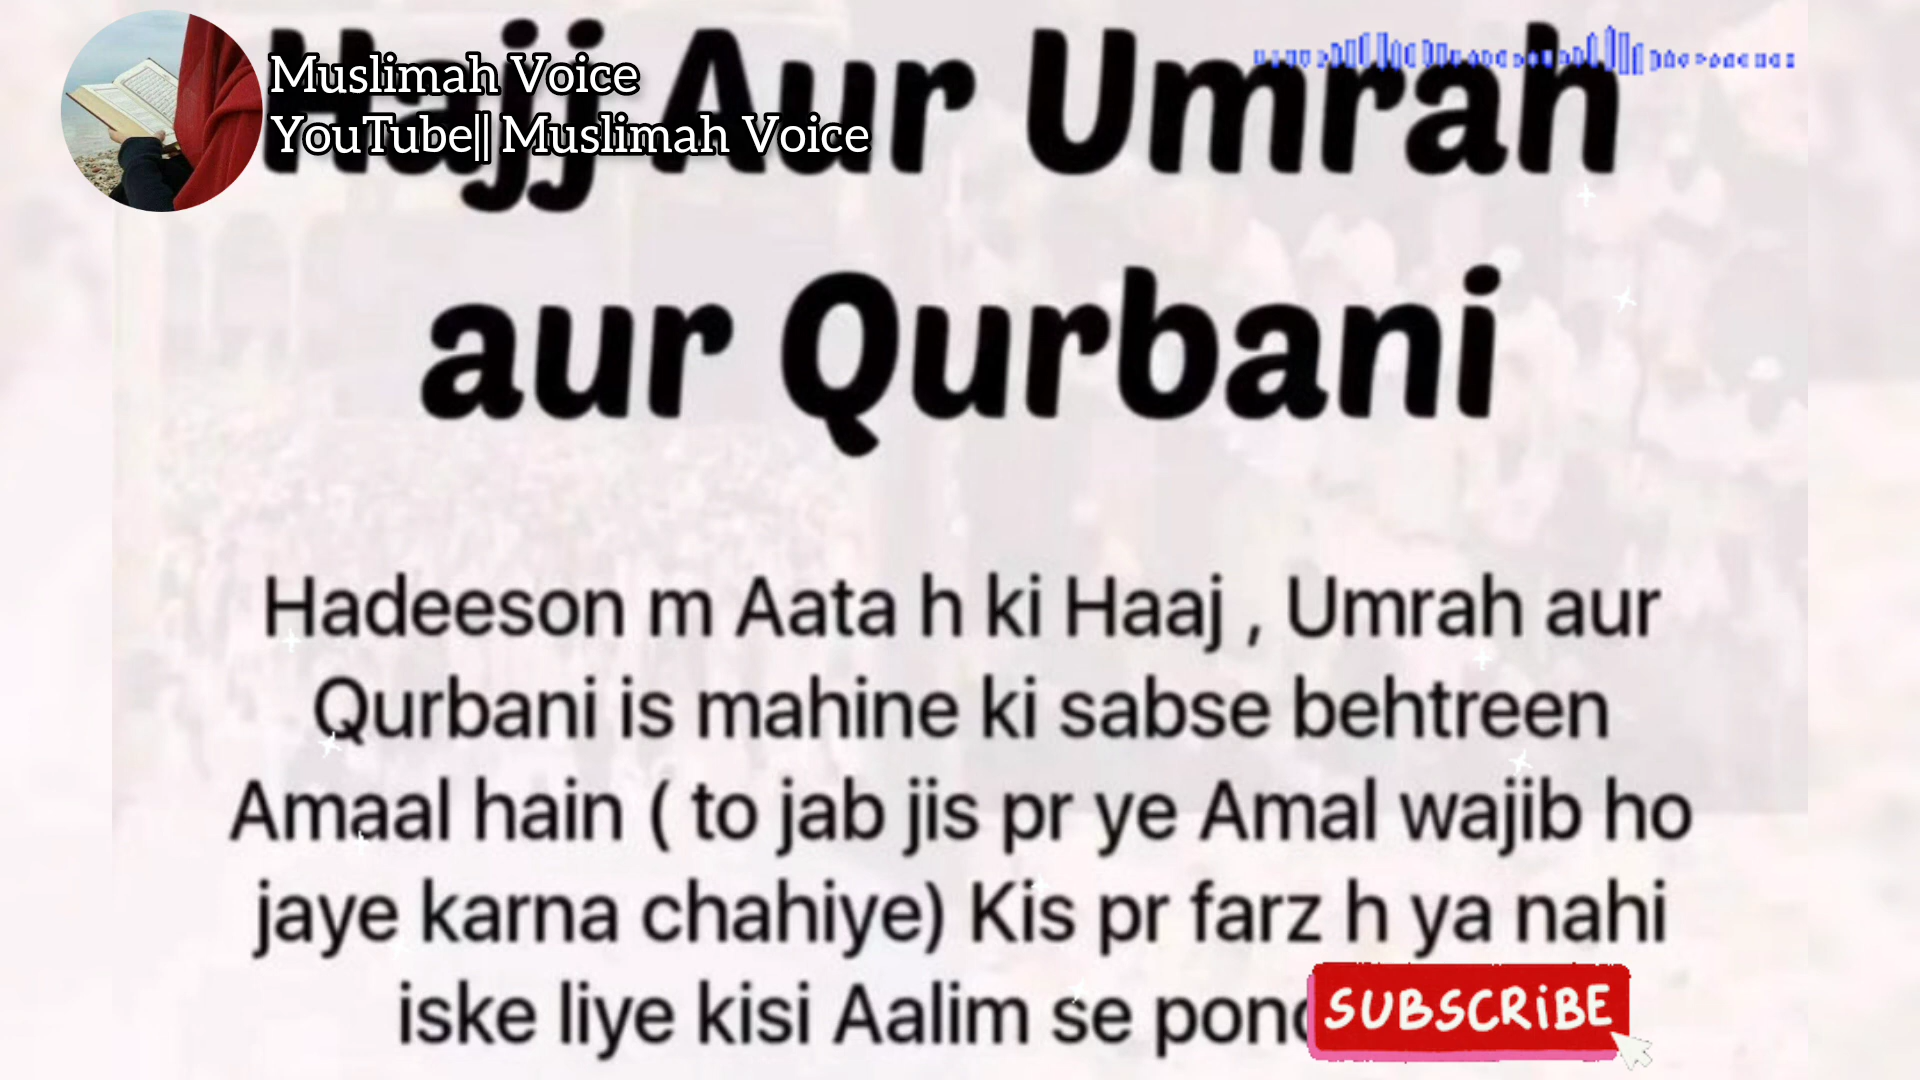 Muslimah Voice
YouTube|| Muslimah Voice
Hajj Aur Umrah
aur Qurbani
Hadeeson m Aata h ki Haaj , Umrah aur
Qurbani is mahine ki sabse behtreen
Amaal hain ( to jab jis pr ye Amal wajib ho
jaye karna chahiye) Kis pr farz h ya nahi
iske liye kisi Aalim se
SUBSCRiBE